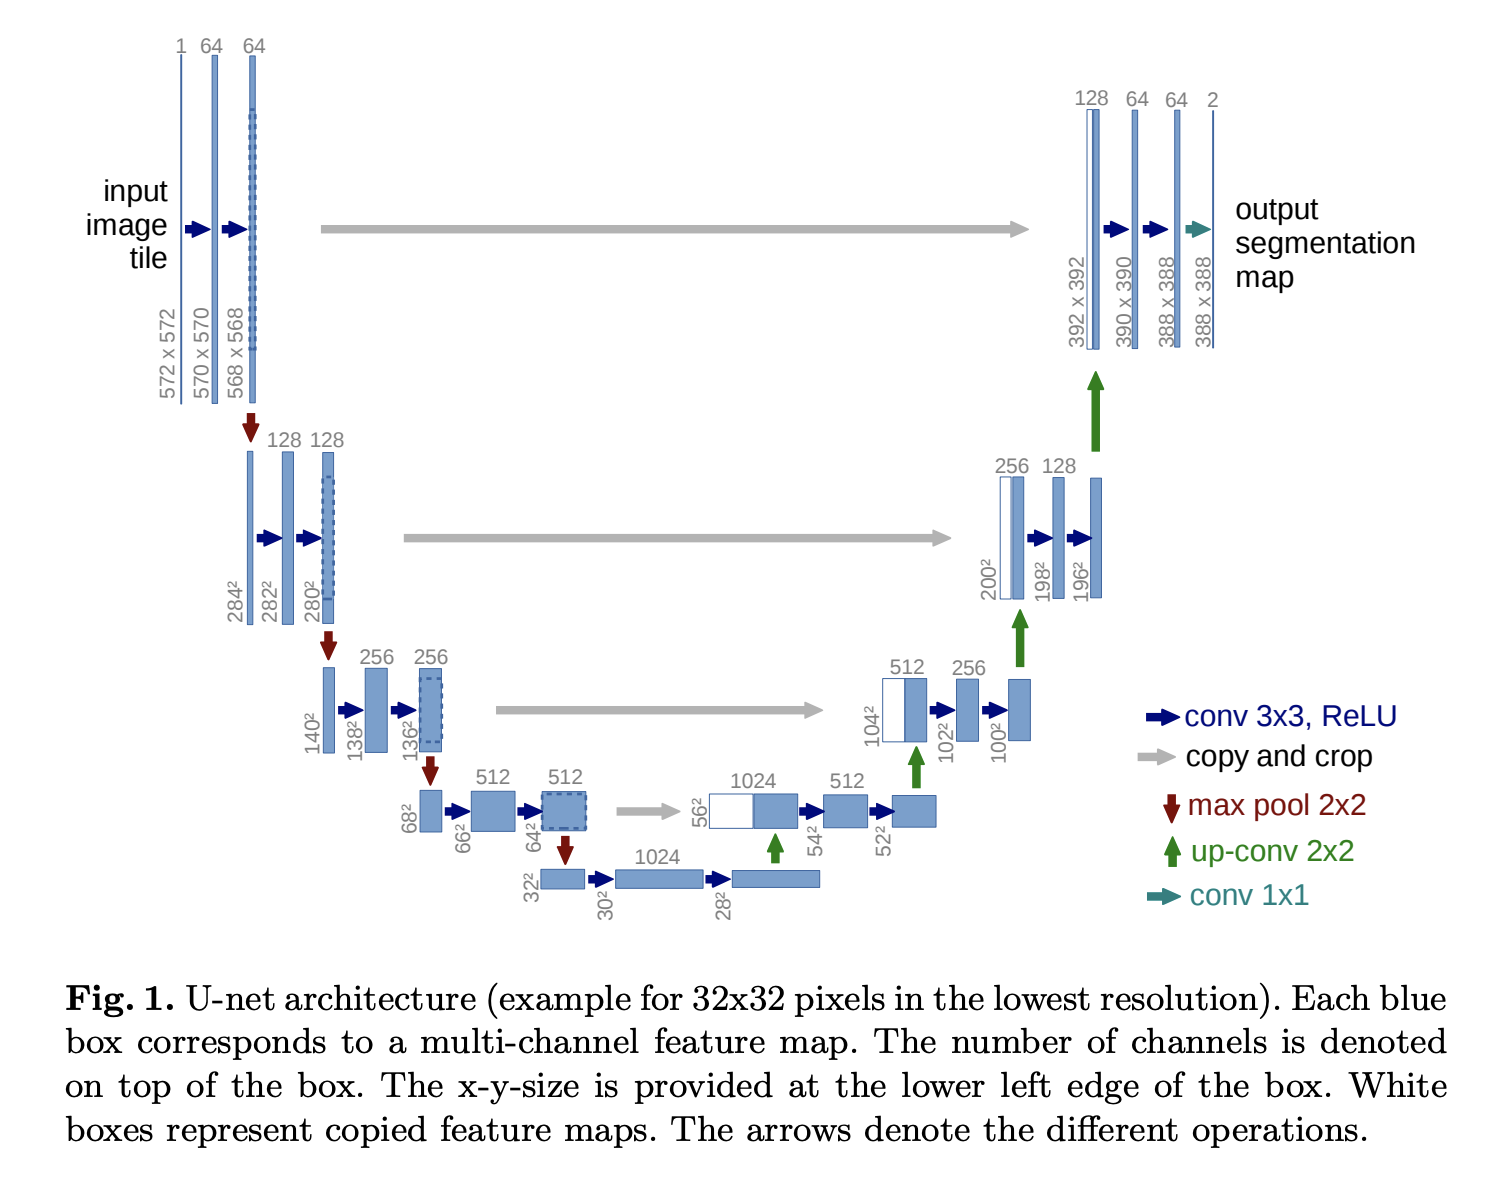 1 64 64
input
image
tile
572 x 572
570 x 570
568 x 568
128 64 64 2
output
segmentation
map
392 x 392
390 x 390
388 x 388
388 x 388
128 128
284²
282²
280²
256 128
200²
198²
196²
256 256
140²
138²
136²
512 256
104²
102²
100²
512 512
68²
66²
64²
1024 512
56²
54²
52²
1024
32²
30²
28²
conv 3x3, ReLU
copy and crop
max pool 2x2
up-conv 2x2
conv 1x1
Fig. 1. U-net architecture (example for 32x32 pixels in the lowest resolution). Each blue
box corresponds to a multi-channel feature map. The number of channels is denoted
on top of the box. The x-y-size is provided at the lower left edge of the box. White
boxes represent copied feature maps. The arrows denote the different operations.